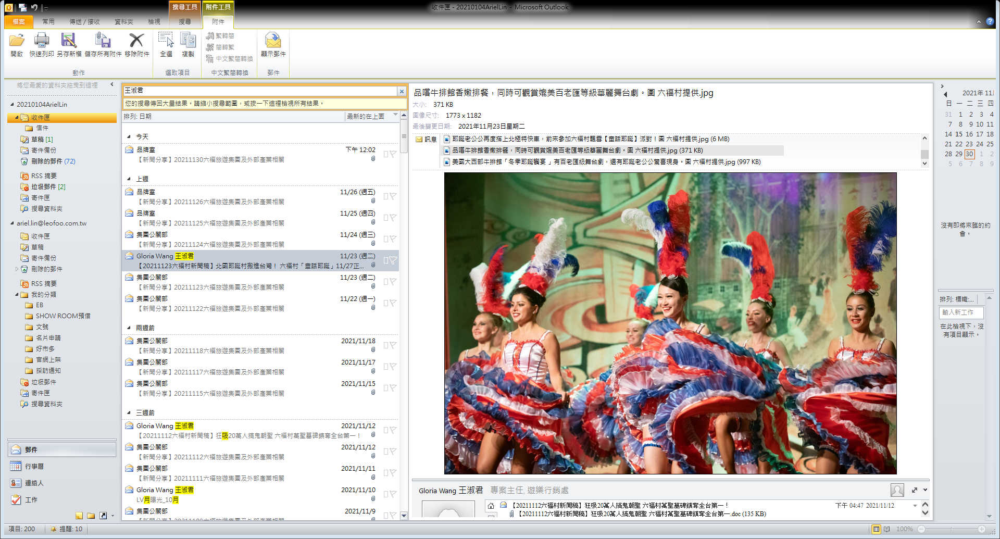 收件匣 - 20210104ArielLin - Microsoft Outlook
搜尋工具
附件工具
檔案
常用
傳送 / 接收
資料夾
檢視
搜尋
附件
開啟
快速列印
另存新檔
儲存所有附件
移除附件
動作
全選
複製
選取項目
繁轉簡
簡轉繁
中文繁簡轉換
中文繁簡轉換
顯示郵件
郵件
將您最愛的資料夾拖曳到這裡
20210104ArielLin
收件匣
信件
草稿 [1]
寄件備份
刪除的郵件 (72)
RSS 摘要
垃圾郵件 [2]
寄件匣
搜尋資料夾
ariel.lin@leofoo.com.tw
收件匣
草稿
寄件備份
刪除的郵件
RSS 摘要
我的分類
EB
SHOW ROOM預借
文號
名片申請
好市多
官網上架
採訪通知
垃圾郵件
寄件匣
搜尋資料夾
郵件
行事曆
連絡人
工作
王淑君
您的搜尋傳回大量結果。請縮小搜尋範圍，或按一下這裡檢視所有結果。
排列: 日期 最新的在上面
今天
品牌室 下午 12:02
【新聞分享】20211130六福旅遊集團及外部產業相關
上週
品牌室 11/26 (週五)
【新聞分享】20211126六福旅遊集團及外部產業相關
品牌室 11/25 (週四)
【新聞分享】20211125六福旅遊集團及外部產業相關
集團公關部 11/24 (週三)
【新聞分享】20211124六福旅遊集團及外部產業相關
Gloria Wang 王淑君 11/23 (週二)
【20211123六福村新聞稿】北國耶誕村搬進台灣！ 六福村「童話耶誕」11/27正...
集團公關部 11/23 (週二)
【新聞分享】20211123六福旅遊集團及外部產業相關
集團公關部 11/22 (週一)
【新聞分享】20211122六福旅遊集團及外部產業相關
兩週前
集團公關部 2021/11/18
【新聞分享】20211118六福旅遊集團及外部產業相關
集團公關部 2021/11/17
【新聞分享】20211117六福旅遊集團及外部產業相關
集團公關部 2021/11/15
【新聞分享】20211115六福旅遊集團及外部產業相關
三週前
Gloria Wang 王淑君 2021/11/12
【20211112六福村新聞稿】狂吸20萬人搞鬼朝聖 六福村萬聖墓碑鎮奪全台第一！
集團公關部 2021/11/12
【新聞分享】20211112六福旅遊集團及外部產業相關
集團公關部 2021/11/11
【新聞分享】20211111六福旅遊集團及外部產業相關
Gloria Wang 王淑君 2021/11/10
LV月曝光_10月
集團公關部 2021/11/9
品嚐牛排館香嫩排餐，同時可觀賞媲美百老匯等級華麗舞台劇。圖 六福村提供.jpg
大小: 371 KB
圖像尺寸: 1773 x 1182
最後變更日期: 2021年11月23日星期二
訊息
耶誕老公公再度搭上北極特快車，前來參加六福村飄雪【童話耶誕】派對！圖 六福村提供.jpg (6 MB)
品嚐牛排館香嫩排餐，同時可觀賞媲美百老匯等級華麗舞台劇。圖 六福村提供.jpg (371 KB)
美國大西部牛排館「冬季耶誕饗宴 」有百老匯級舞台劇，還有耶誕老公公驚喜現身。圖 六福村提供.jpg (997 KB)
Gloria Wang 王淑君 專案主任, 遊樂行銷處
【20211112六福村新聞稿】狂吸20萬人搞鬼朝聖 六福村萬聖墓碑鎮奪全台第一！ 下午 04:47 2021/11/12
【20211112六福村新聞稿】狂吸20萬人搞鬼朝聖 六福村萬聖墓碑鎮奪全台第一.doc (135 KB)
2021年 11
日 一 二 三 四
31 1 2 3 4
7 8 9 10 11
14 15 16 17 18
21 22 23 24 25
28 29 30 1 2
5 6 7 8 9
沒有即將來臨的約
會。
排列: 標幟:...
輸入新工作
在此檢視下，沒
有項目顯示。
項目: 200
提醒: 10
100%